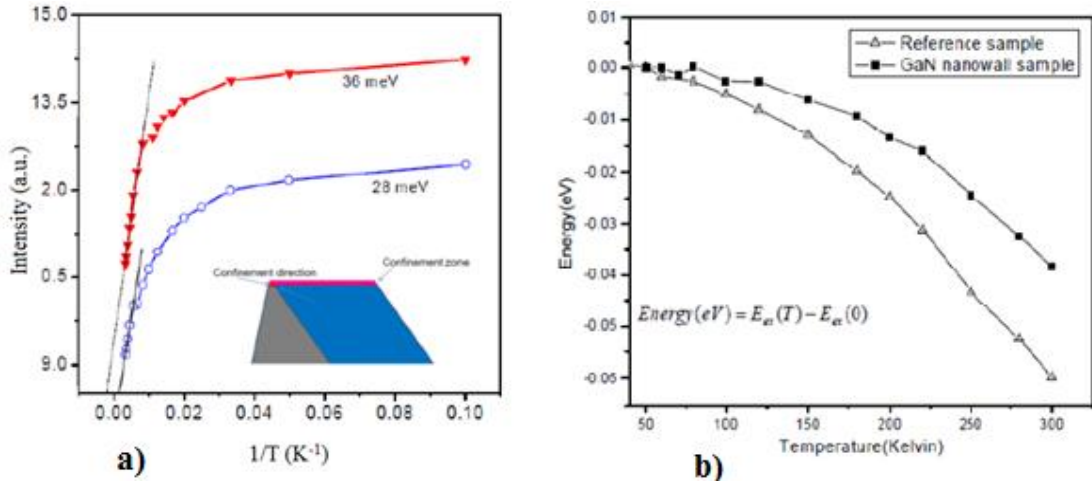 15.0
13.5
2.0
0.5
9.0
Intensity (a.u.)
36 meV
28 meV
Confinement direction
Confinement zone
0.00
0.02
0.04
0.06
0.08
0.10
1/T (K-1)
a)
0.01
0.00
-0.01
-0.02
-0.03
-0.04
-0.05
-0.05
Energy(eV)
Reference sample
GaN nanowall sample
Energy(eV) = Eex(T) − Eex(0)
50
100
150
200
250
300
Temperature(Kelvin)
b)